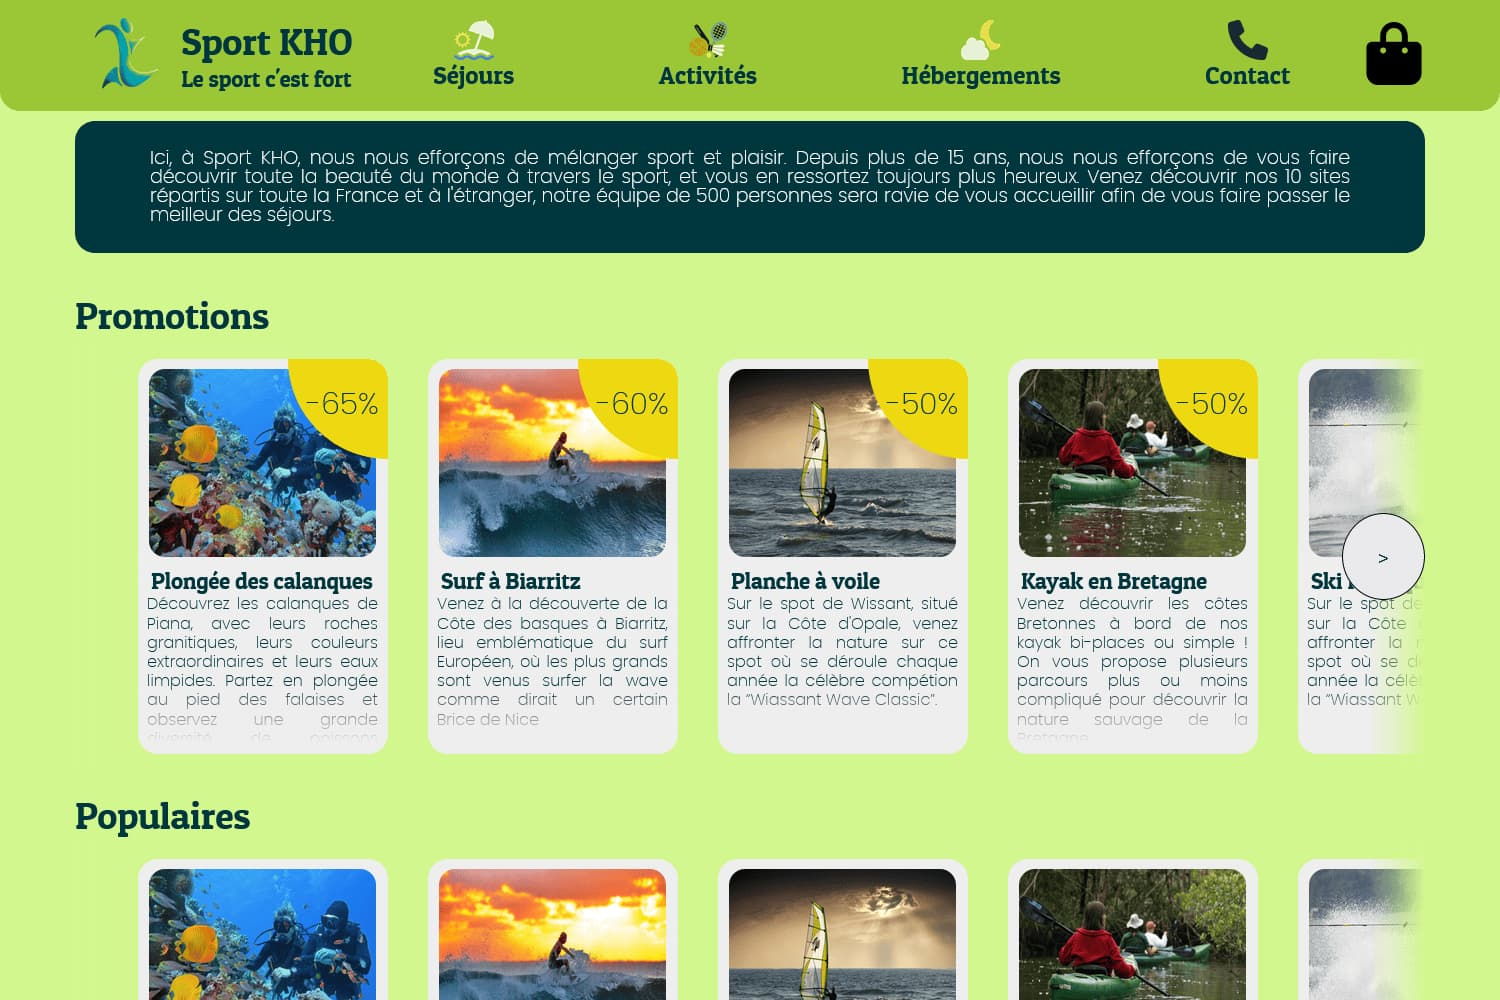 Sport KHO
Le sport c'est fort
Séjours
Activités
Hébergements
Contact
Ici, à Sport KHO, nous nous efforçons de mélanger sport et plaisir. Depuis plus de 15 ans, nous nous efforçons de vous faire
découvrir toute la beauté du monde à travers le sport, et vous en ressortez toujours plus heureux. Venez découvrir nos 10 sites
répartis sur toute la France et à l'étranger, notre équipe de 500 personnes sera ravie de vous accueillir afin de vous faire passer le
meilleur des séjours.
Promotions
-65%
Plongée des calanques
Découvrez les calanques de
Piana, avec leurs roches
granitiques, leurs couleurs
extraordinaires et leurs eaux
limpides. Partez en plongée
au pied des falaises et
observez une grande
diversité de poissons
-60%
Surf à Biarritz
Venez à la découverte de la
Côte des basques à Biarritz,
lieu emblématique du surf
Européen, où les plus grands
sont venus surfer la wave
comme dirait un certain
Brice de Nice
-50%
Planche à voile
Sur le spot de Wissant, situé
sur la Côte d'Opale, venez
affronter la nature sur ce
spot où se déroule chaque
année la célèbre compétion
la “Wiassant Wave Classic”.
-50%
Kayak en Bretagne
Venez découvrir les côtes
Bretonnes à bord de nos
kayak bi-places ou simple !
On vous propose plusieurs
parcours plus ou moins
compliqué pour découvrir la
nature sauvage de la
Bretagne
Ski
Sur le spot de
sur la Côte
affronter la
spot où se
année la
la “Wiassant
>
Populaires